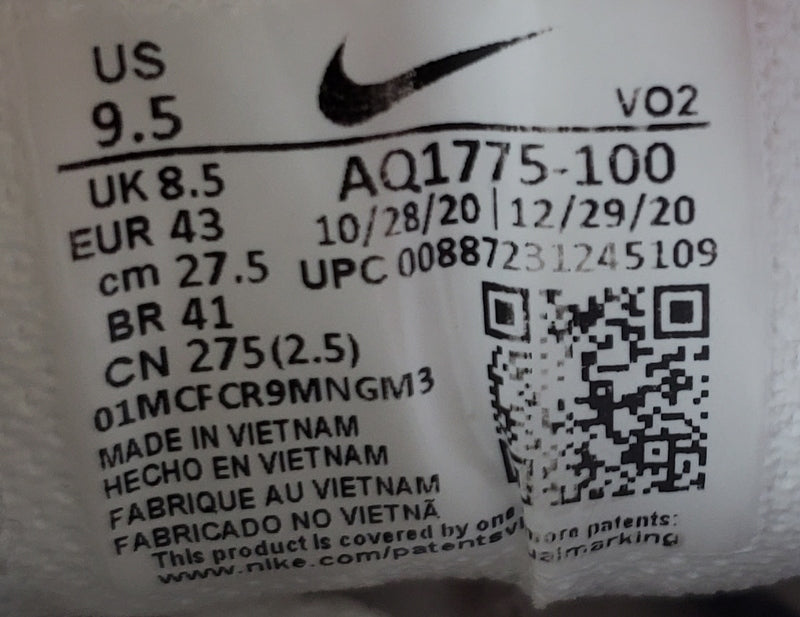 US
9.5
VO2
UK 8.5
AQ1775-100
EUR 43
10/28/20 | 12/29/20
cm 27.5
UPC 00887231245109
BR 41
CN 275(2.5)
01MCFCR9MNGM3
MADE IN VIETNAM
HECHO EN VIETNAM
FABRIQUE AU VIETNAM
FABRICADO NO VIETNÃ
This product is covered by one patents:
www.nike.com/patents